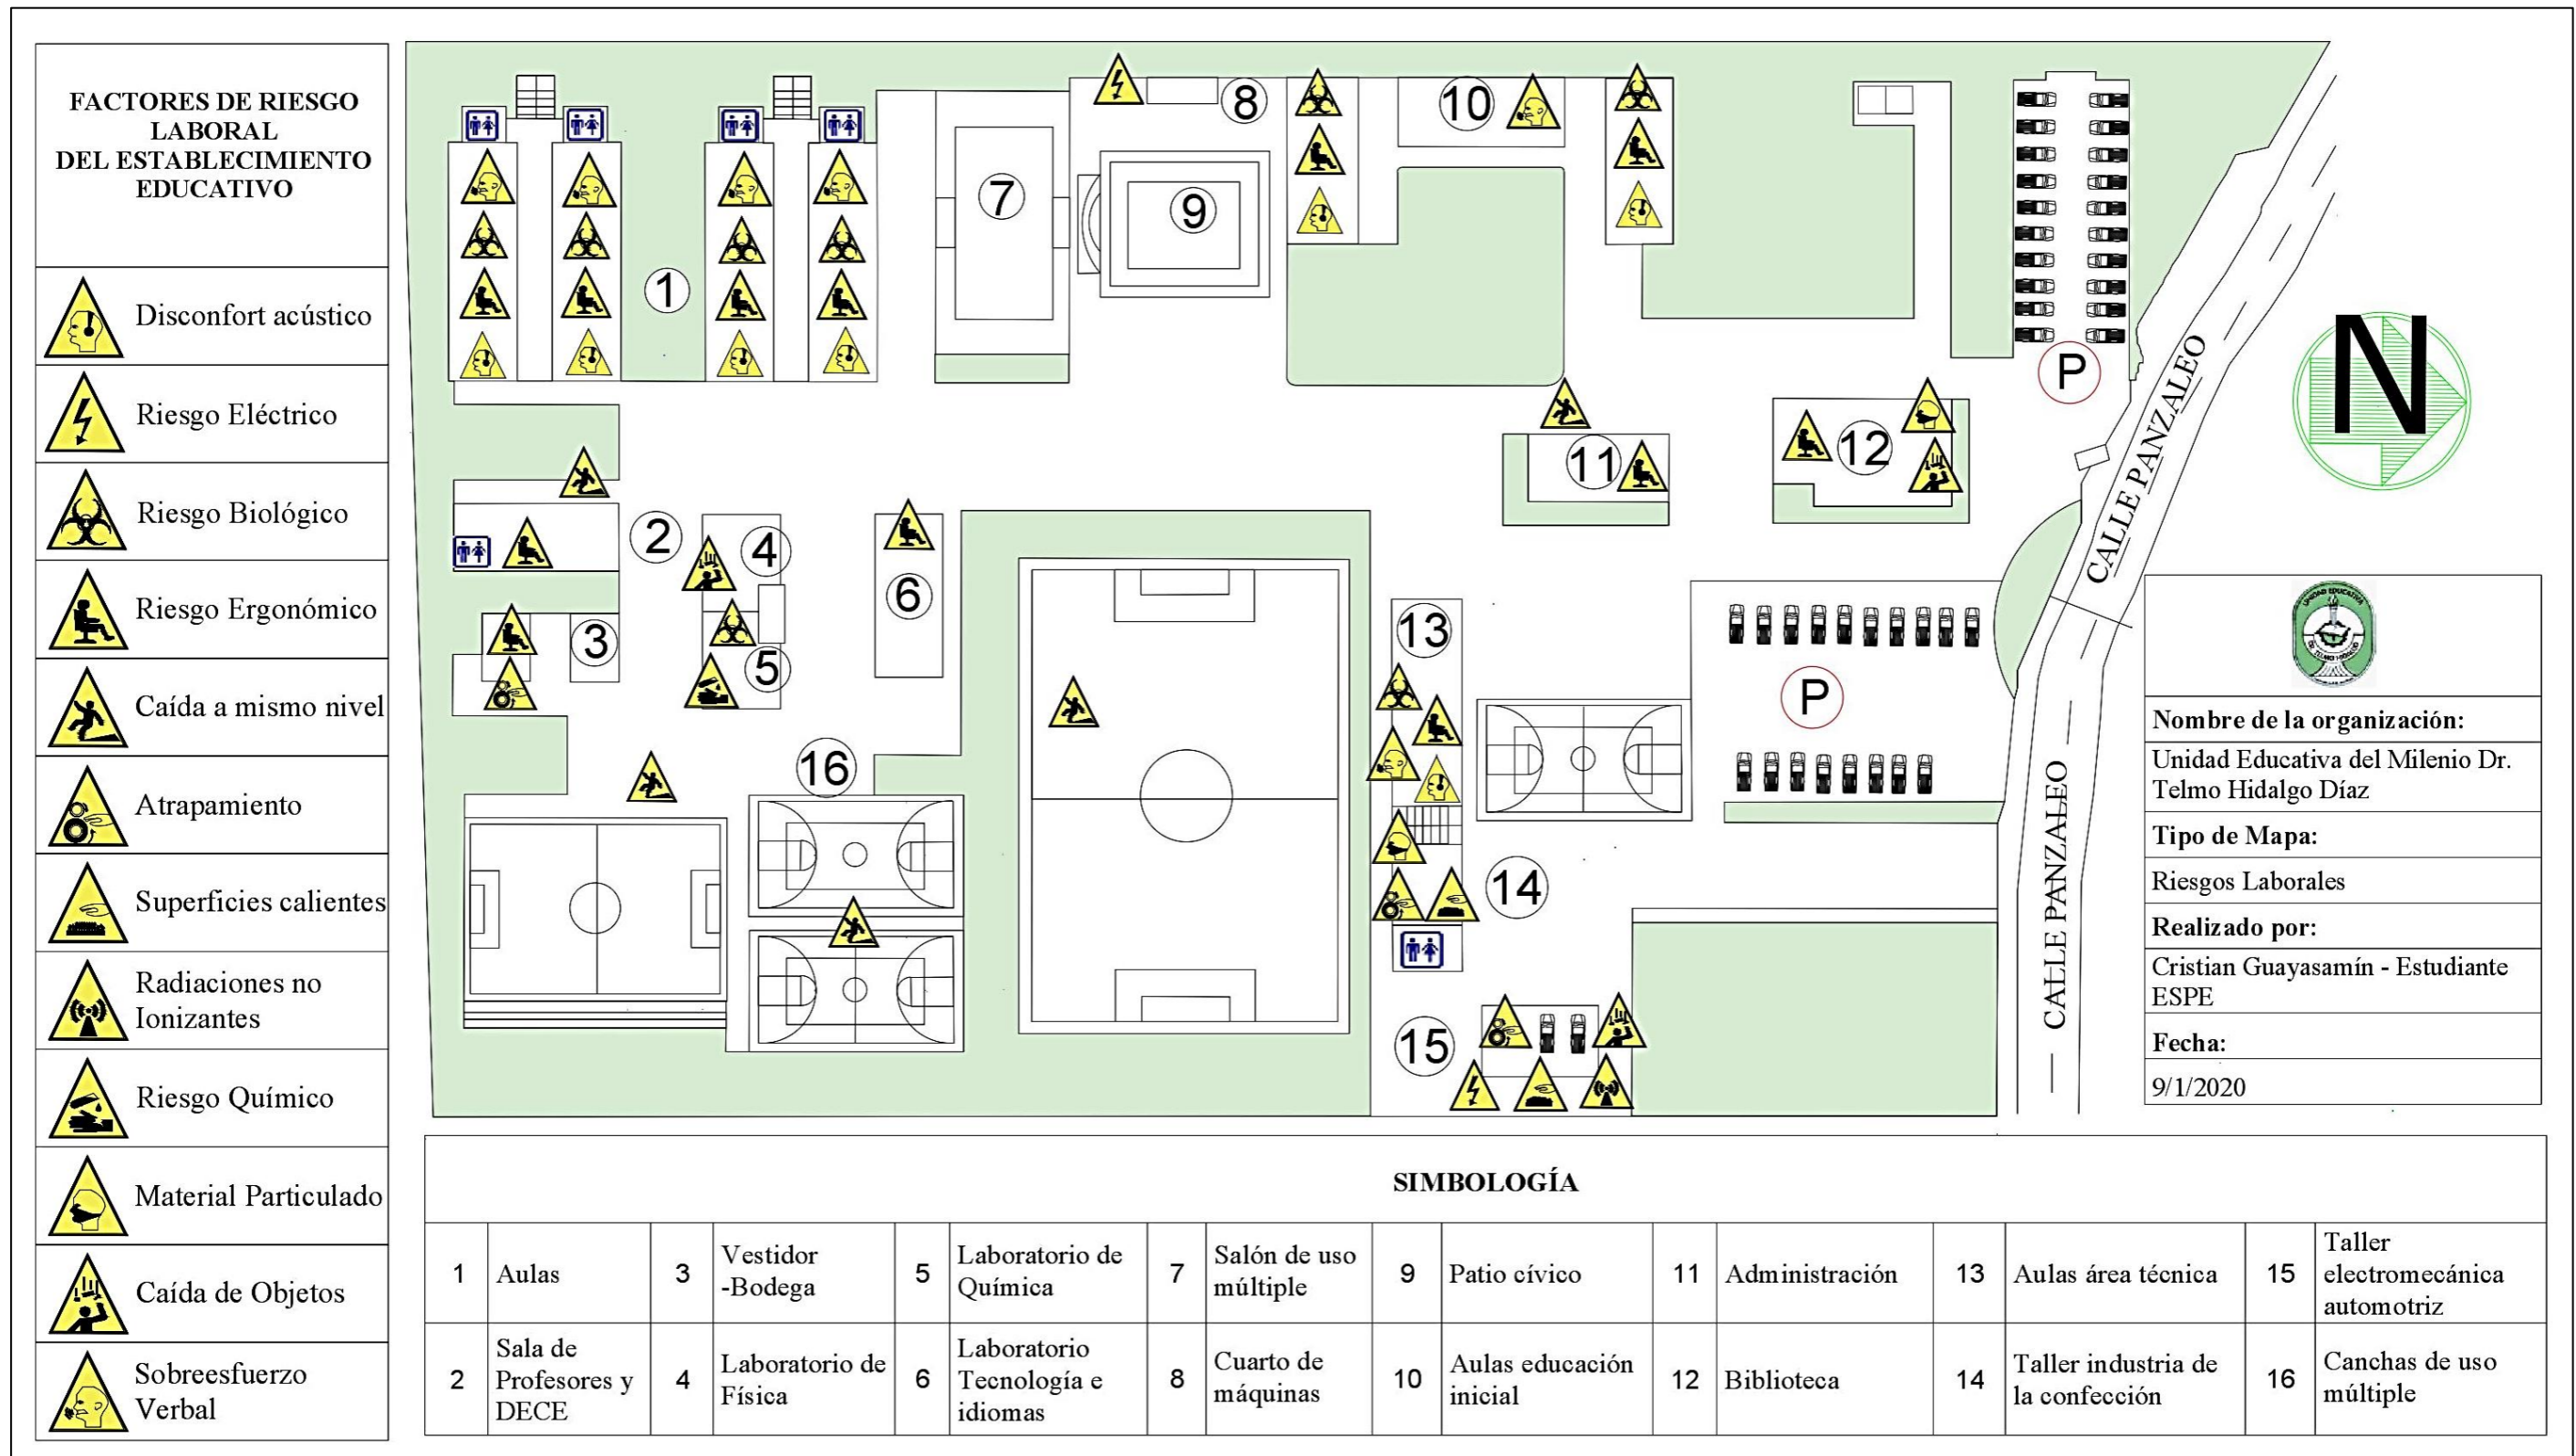 FACTORES DE RIESGO
LABORAL
DEL ESTABLECIMIENTO
EDUCATIVO
Disconfort acústico
Riesgo Eléctrico
Riesgo Biológico
Riesgo Ergonómico
Caída a mismo nivel
Atrapamiento
Superficies calientes
Radiaciones no
Ionizantes
Riesgo Químico
Material Particulado
Caída de Objetos
Sobreesfuerzo
Verbal
1
2
3
4
5
6
7
8
9
10
11
12
13
14
15
16
P
P
CALLE PANZALEO
CALLE PANZALEO
N
UNIDAD EDUCATIVA
Nombre de la organización:
Unidad Educativa del Milenio Dr.
Telmo Hidalgo Díaz
Tipo de Mapa:
Riesgos Laborales
Realizado por:
Cristian Guayasamín - Estudiante
ESPE
Fecha:
9/1/2020
SIMBOLOGÍA
1 Aulas
3 Vestidor
-Bodega
5 Laboratorio de
Química
7 Salón de uso
múltiple
9 Patio cívico
11 Administración
13 Aulas área técnica
15 Taller
electromecánica
automotriz
2 Sala de
Profesores y
DECE
4 Laboratorio de
Física
6 Laboratorio
Tecnología e
idiomas
8 Cuarto de
máquinas
10 Aulas educación
inicial
12 Biblioteca
14 Taller industria de
la confección
16 Canchas de uso
múltiple